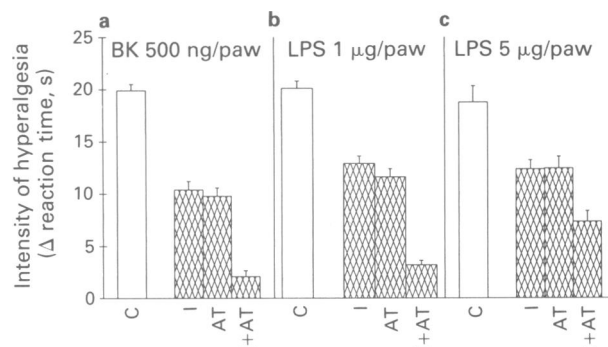 a b c
BK 500 ng/paw LPS 1 μg/paw LPS 5 μg/paw
Intensity of hyperalgesia
(Δ reaction time, s)
25
20
15
10
5
0
C I AT +AT C I AT +AT C I AT +AT